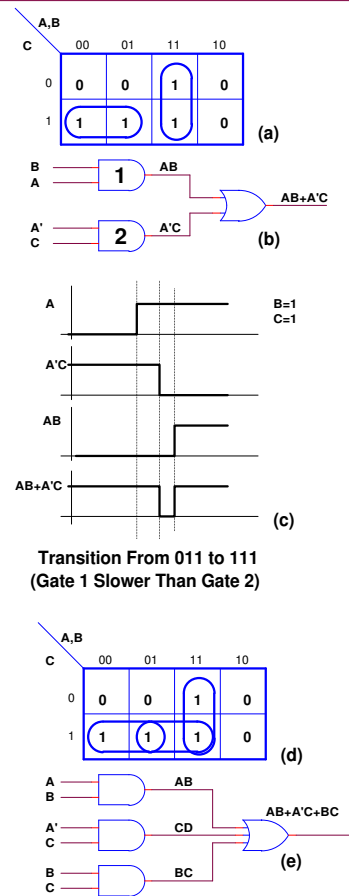 A,B
C 00 01 11 10
0 0 0 1 0
1 1 1 1 0
(a)
B
A
1
AB
A'
C
2
A'C
AB+A'C
(b)
A
B=1
C=1
A'C
AB
AB+A'C
(c)
Transition From 011 to 111
(Gate 1 Slower Than Gate 2)
A,B
C 00 01 11 10
0 0 0 1 0
1 1 1 1 0
(d)
A
B
AB
A'
C
CD
B
C
BC
AB+A'C+BC
(e)